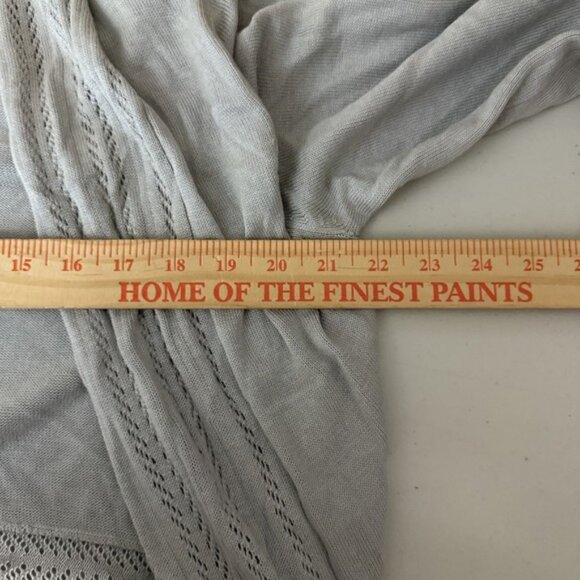 15 16 17 18 19 20 21 22 23 24 25
HOME OF THE FINEST PAINTS